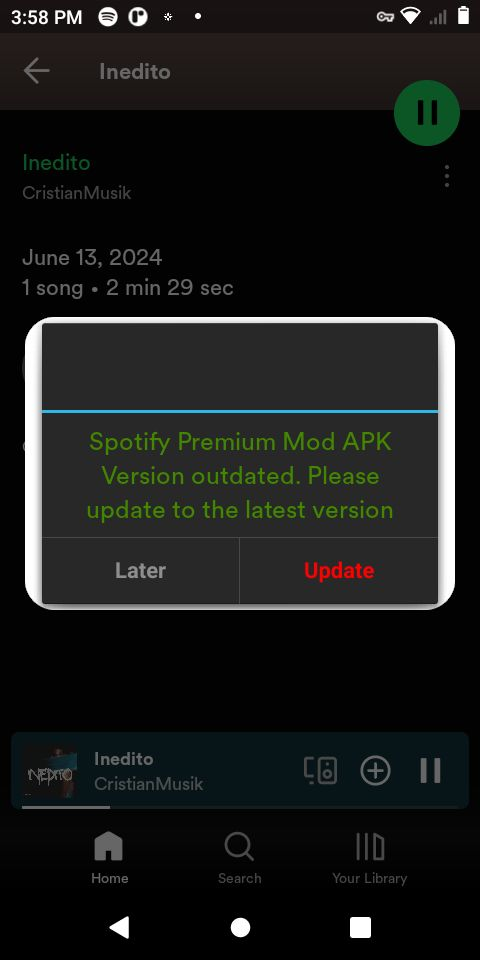 3:58 PM
Inedito
Inedito
CristianMusik
June 13, 2024
1 song • 2 min 29 sec
Spotify Premium Mod APK
Version outdated. Please
update to the latest version
Later
Update
INEDITO
Inedito
CristianMusik
Home
Search
Your Library